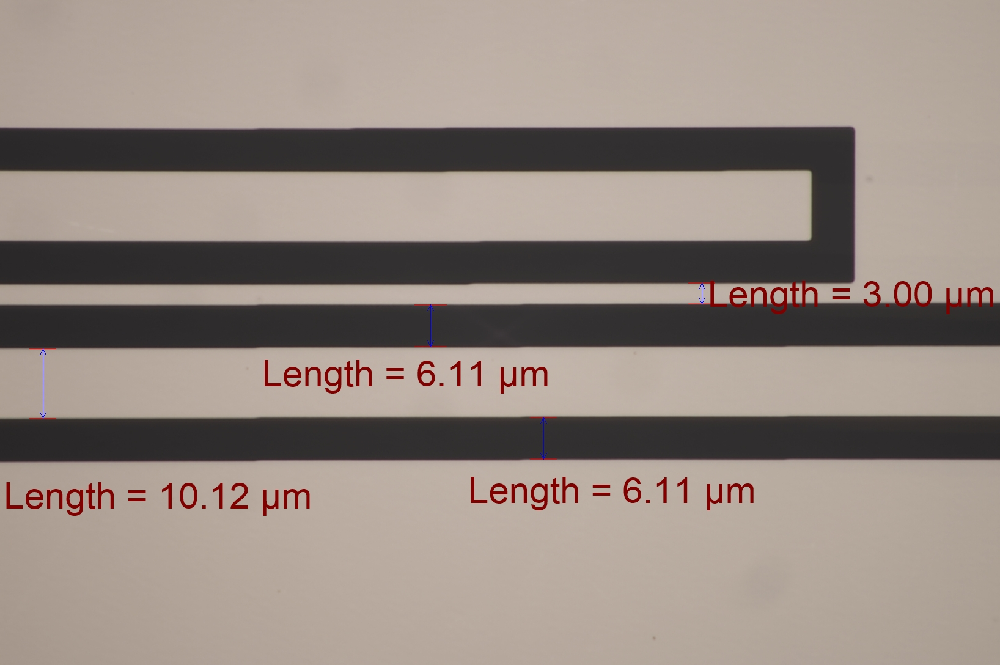 Length = 3.00 µm
Length = 6.11 µm
Length = 10.12 µm
Length = 6.11 µm